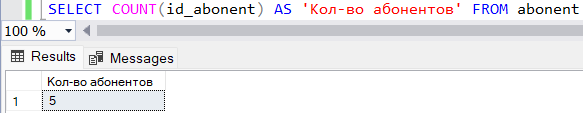 SELECT COUNT(id_abonent) AS 'Кол-во абонентов' FROM abonent
100 %
Results Messages
Кол-во абонентов
1 5